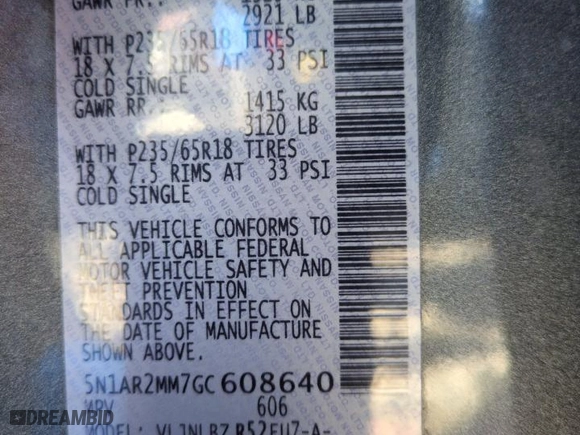 GAWR FR.:
2921 LB
WITH P235/65R18 TIRES
18 X 7.5 RIMS AT 33 PSI
COLD SINGLE
GAWR RR.: 1415 KG
3120 LB
WITH P235/65R18 TIRES
18 X 7.5 RIMS AT 33 PSI
COLD SINGLE
THIS VEHICLE CONFORMS TO
ALL APPLICABLE FEDERAL
MOTOR VEHICLE SAFETY AND
THEFT PREVENTION
STANDARDS IN EFFECT ON
THE DATE OF MANUFACTURE
SHOWN ABOVE.
5N1AR2MM7GC608640
MPV 606
MODEL:
DREAMBID